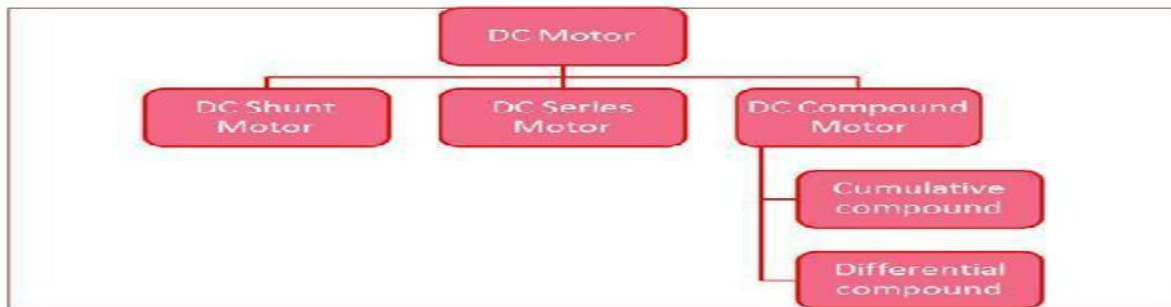 DC Motor
DC Shunt
Motor
DC Series
Motor
DC Compound
Motor
Cumulative
compound
Differential
compound